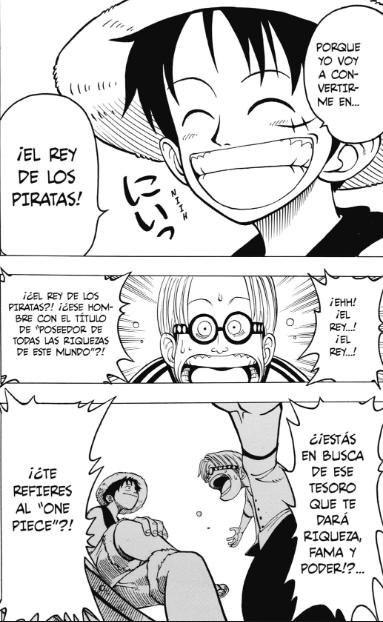 PORQUE
YO VOY
A CON-
VERTIR-
ME EN...
¡EL REY
DE LOS
PIRATAS!
にいっ
NIIH
¡EHH!
¡EL
REY...!
¡EL
REY...!
¡¿EL REY DE LOS
PIRATAS?! ¡¿ESE HOM-
BRE CON EL TÍTULO
DE "POSEEDOR DE
TODAS LAS RIQUEZAS
DE ESTE MUNDO"?!
¿¡ESTÁS
EN BUSCA
DE ESE
TESORO
QUE TE
DARÁ
RIQUEZA,
FAMA Y
PODER!?...
¡¿TE
REFIERES
AL "ONE
PIECE"?!